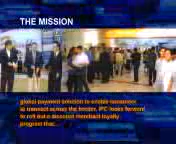 THE MISSION
global payment solution to enable consumer
to transact across the border. IPC looks forward
to roll out a discount merchant loyalty
program that...